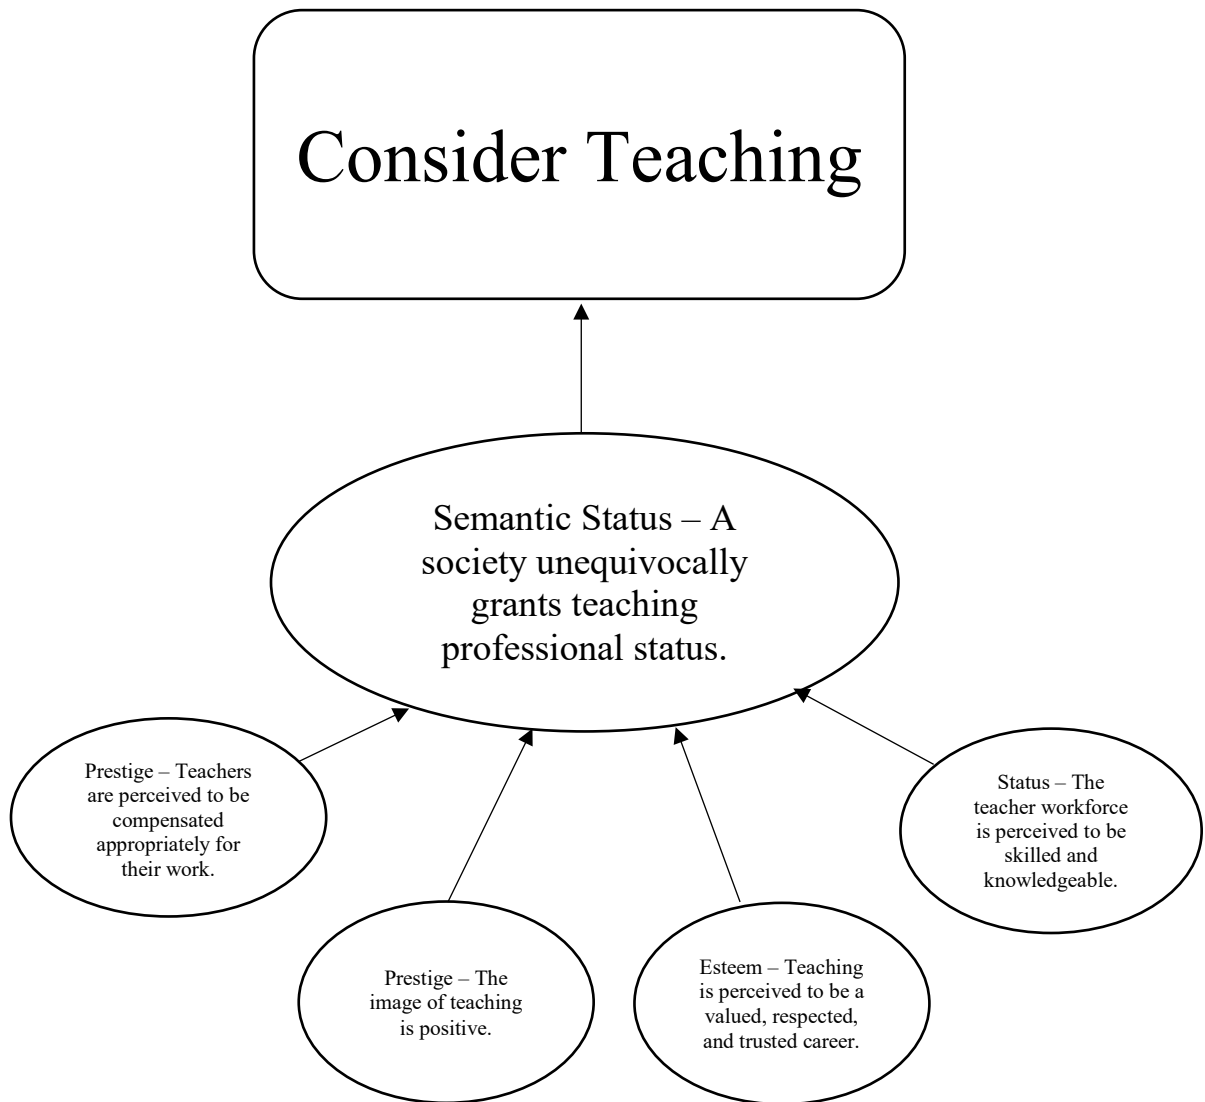 Consider Teaching
Semantic Status – A
society unequivocally
grants teaching
professional status.
Prestige – Teachers
are perceived to be
compensated
appropriately for
their work.
Prestige – The
image of teaching
is positive.
Esteem – Teaching
is perceived to be a
valued, respected,
and trusted career.
Status – The
teacher workforce
is perceived to be
skilled and
knowledgeable.